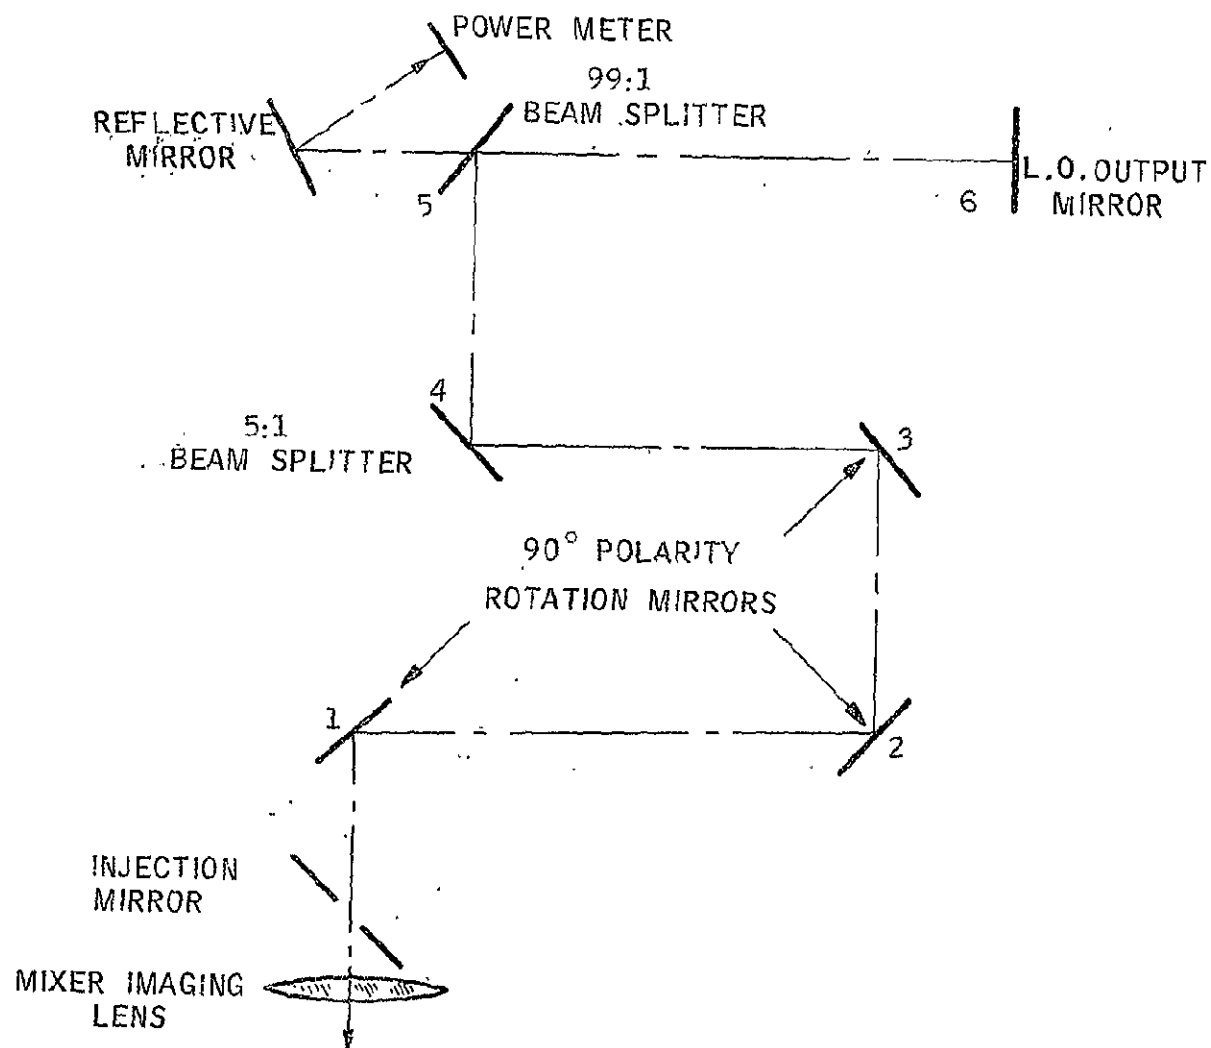 POWER METER
99:1
BEAM SPLITTER
REFLECTIVE
MIRROR
5
6
L.O. OUTPUT
MIRROR
4
5:1
BEAM SPLITTER
3
90° POLARITY
ROTATION MIRRORS
1
2
INJECTION
MIRROR
MIXER IMAGING
LENS